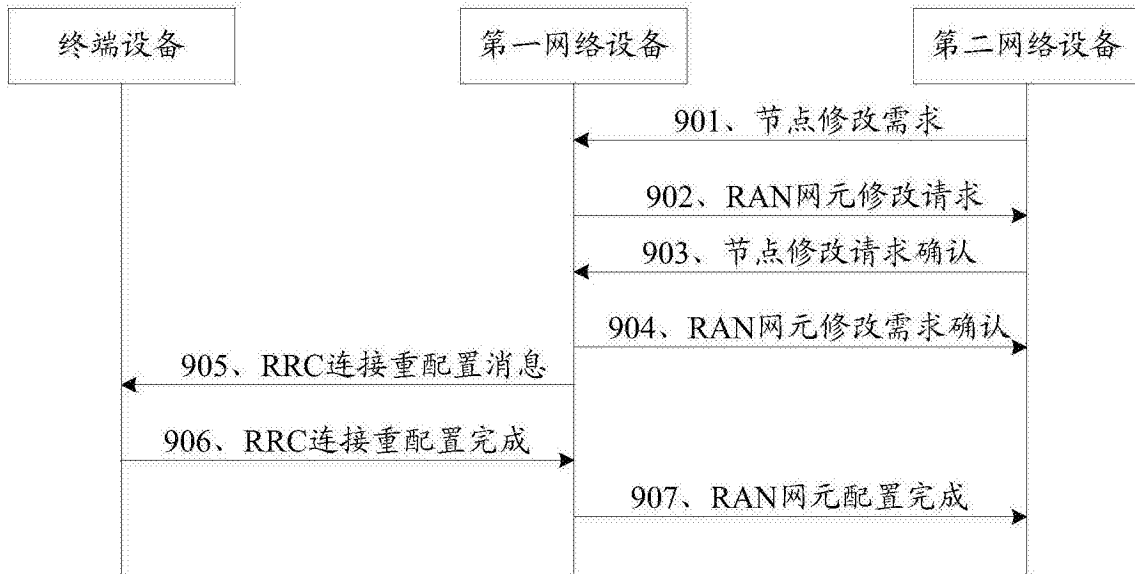 终端设备
第一网络设备
第二网络设备
901、节点修改需求
902、RAN网元修改请求
903、节点修改请求确认
904、RAN网元修改需求确认
905、RRC连接重配置消息
906、RRC连接重配置完成
907、RAN网元配置完成